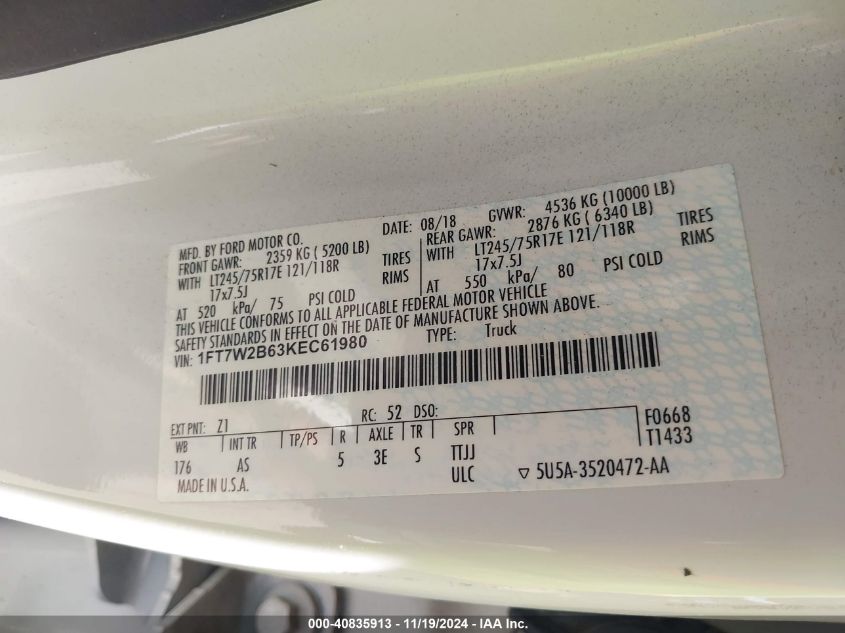 MFD. BY FORD MOTOR CO.
DATE: 08/18 GVWR: 4536 KG (10000 LB)
FRONT GAWR: 2359 KG ( 5200 LB) REAR GAWR: 2876 KG ( 6340 LB)
WITH LT245/75R17E 121/118R TIRES WITH LT245/75R17E 121/118R TIRES
17x7.5J RIMS 17x7.5J RIMS
AT 520 kPa/ 75 PSI COLD AT 550 kPa/ 80 PSI COLD
THIS VEHICLE CONFORMS TO ALL APPLICABLE FEDERAL MOTOR VEHICLE
SAFETY STANDARDS IN EFFECT ON THE DATE OF MANUFACTURE SHOWN ABOVE.
VIN: 1FT7W2B63KEC61980 TYPE: Truck
EXT PNT: Z1 RC: 52 DSO: F0668
WB INT TR TP/PS R AXLE TR SPR T1433
176 AS 5 3E S TTJJ
ULC
MADE IN U.S.A. ▽ 5U5A-3520472-AA
000-40835913 - 11/19/2024 - IAA Inc.